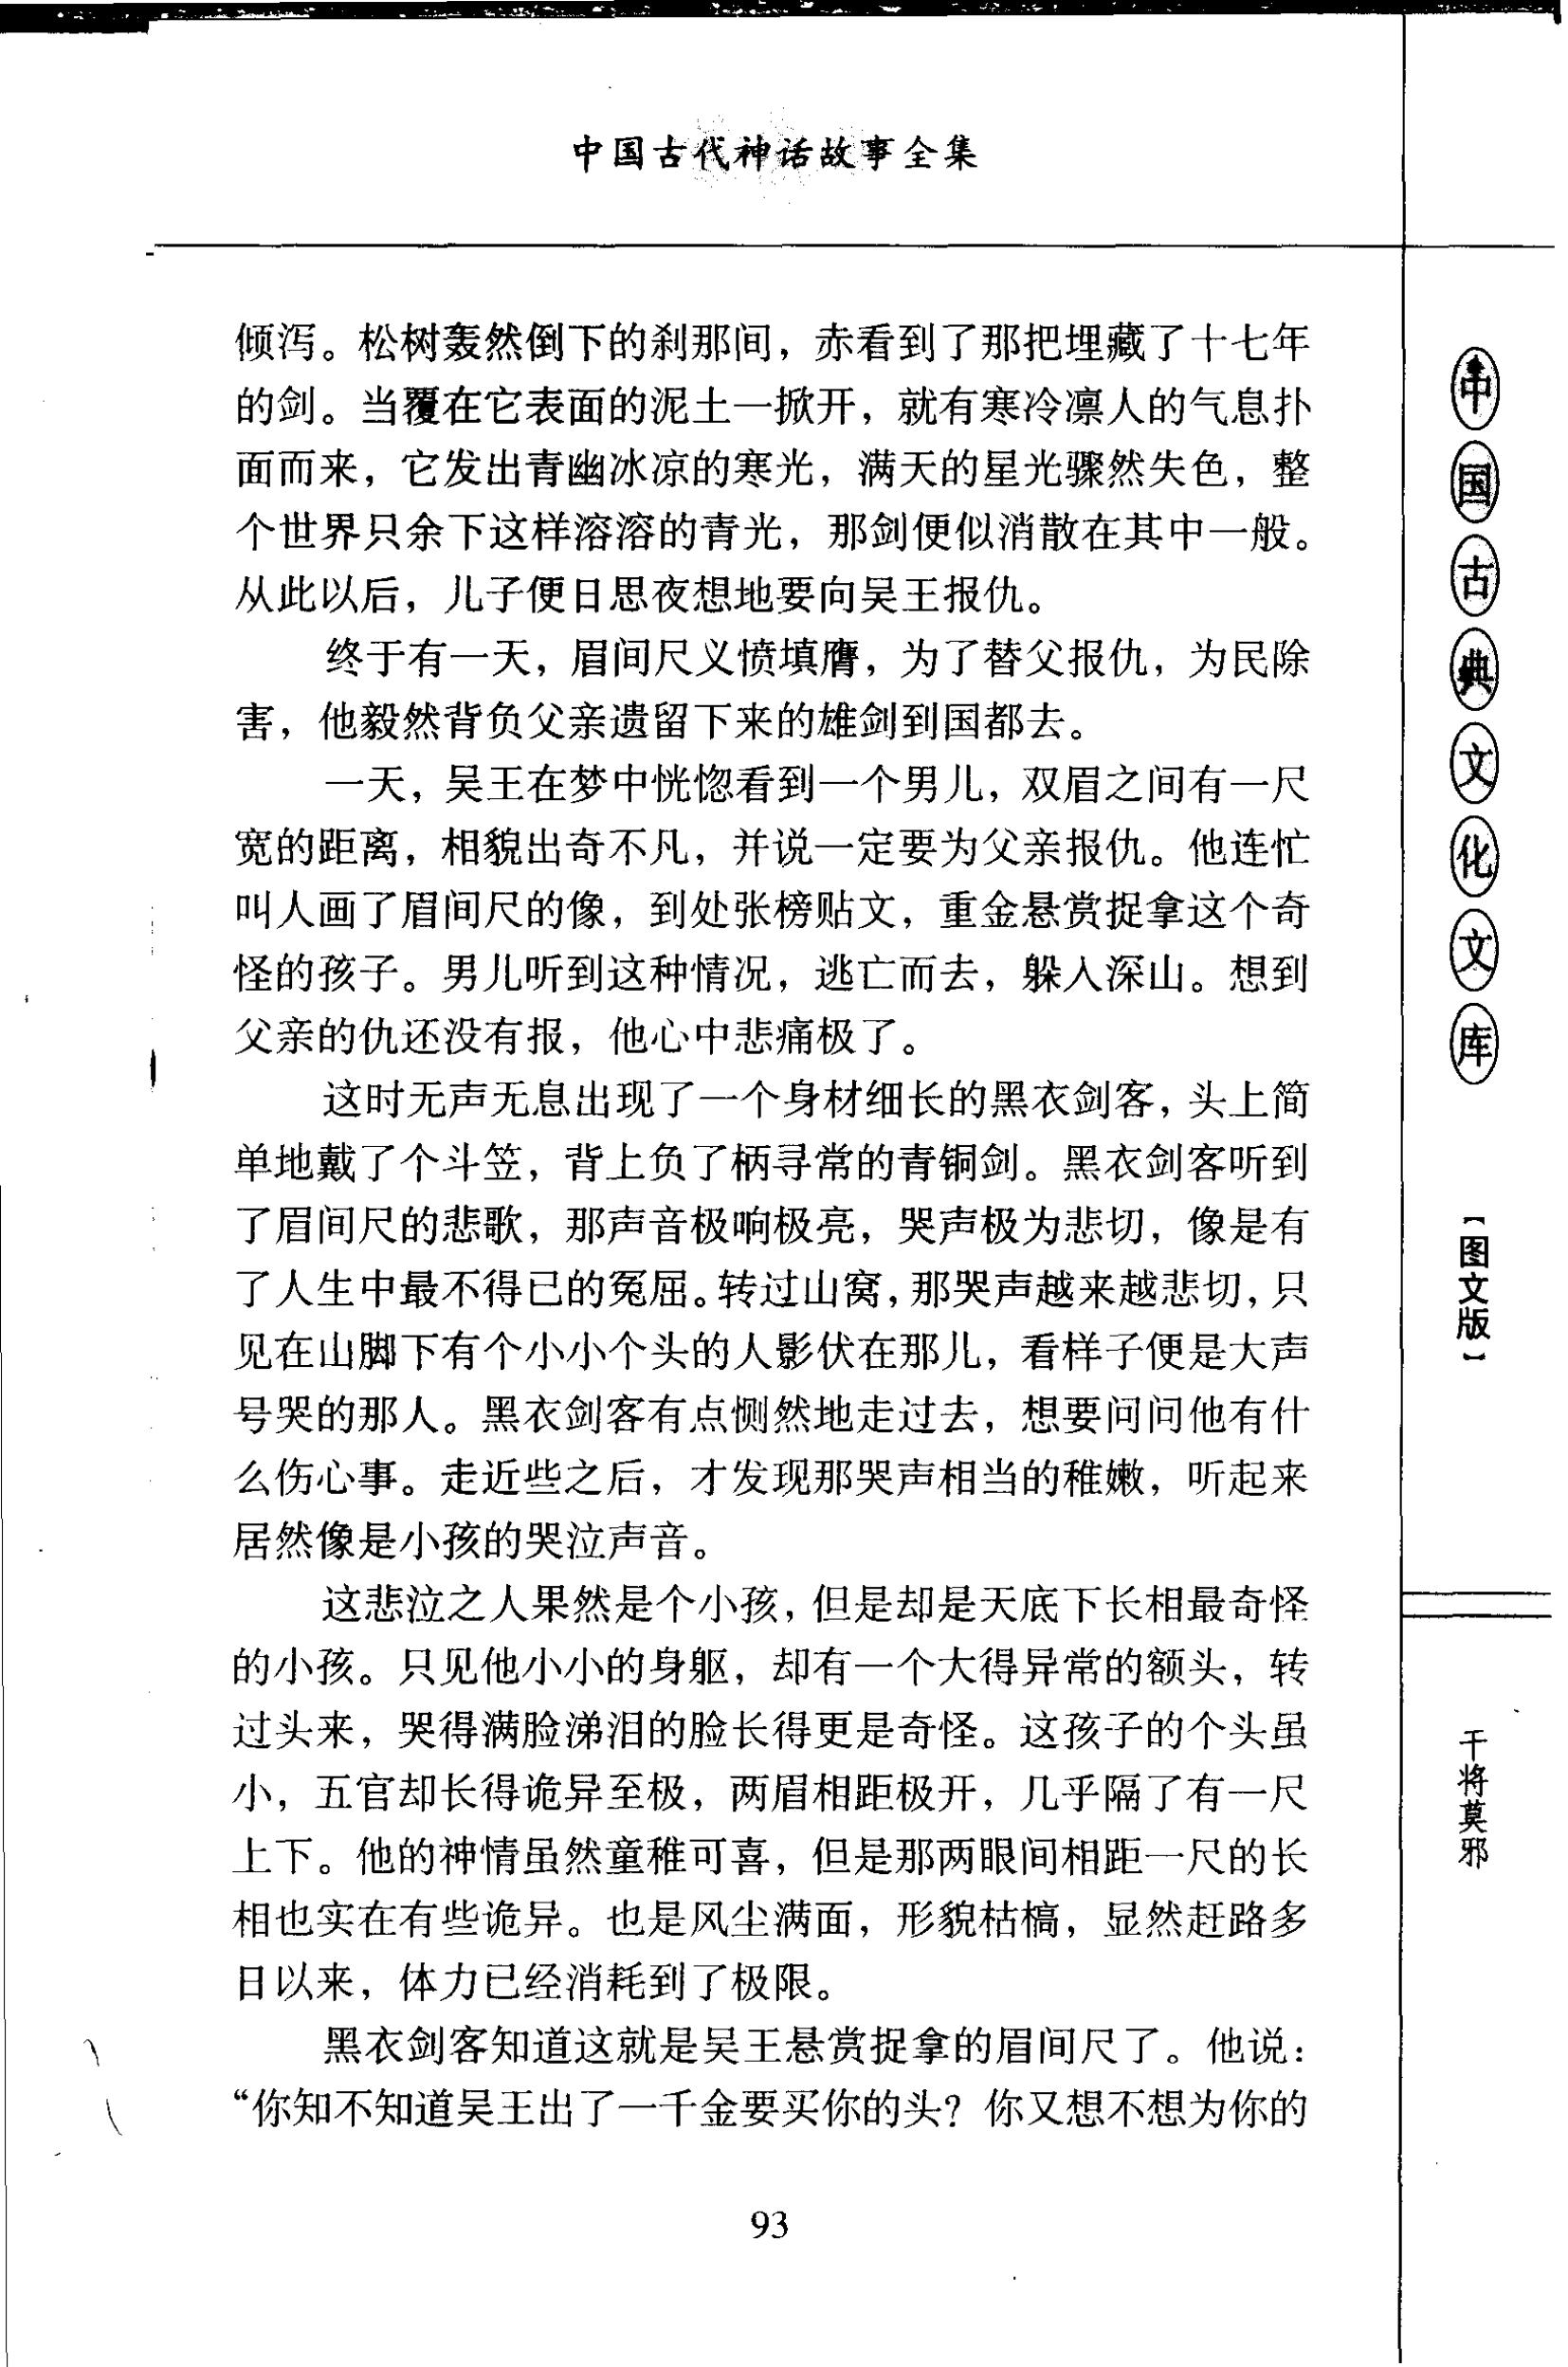 中国古代神话故事全集
倾泻。松树轰然倒下的刹那间，赤看到了那把埋藏了十七年
的剑。当覆在它表面的泥土一掀开，就有寒冷凛人的气息扑
面而来，它发出青幽冰凉的寒光，满天的星光骤然失色，整
个世界只余下这样溶溶的青光，那剑便似消散在其中一般。
从此以后，儿子便日思夜想地要向吴王报仇。
终于有一天，眉间尺义愤填膺，为了替父报仇，为民除
害，他毅然背负父亲遗留下来的雄剑到国都去。
一天，吴王在梦中恍惚看到一个男儿，双眉之间有一尺
宽的距离，相貌出奇不凡，并说一定要为父亲报仇。他连忙
叫人画了眉间尺的像，到处张榜贴文，重金悬赏捉拿这个奇
怪的孩子。男儿听到这种情况，逃亡而去，躲入深山。想到
父亲的仇还没有报，他心中悲痛极了。
这时无声无息出现了一个身材细长的黑衣剑客，头上简
单地戴了个斗笠，背上负了柄寻常的青铜剑。黑衣剑客听到
了眉间尺的悲歌，那声音极响极亮，哭声极为悲切，像是有
了人生中最不得已的冤屈。转过山窝，那哭声越来越悲切，只
见在山脚下有个小小个头的人影伏在那儿，看样子便是大声
号哭的那人。黑衣剑客有点恻然地走过去，想要问问他有什
么伤心事。走近些之后，才发现那哭声相当的稚嫩，听起来
居然像是小孩的哭泣声音。
这悲泣之人果然是个小孩，但是却是天底下长相最奇怪
的小孩。只见他小小的身躯，却有一个大得异常的额头，转
过头来，哭得满脸涕泪的脸长得更是奇怪。这孩子的个头虽
小，五官却长得诡异至极，两眉相距极开，几乎隔了有一尺
上下。他的神情虽然童稚可喜，但是那两眼间相距一尺的长
相也实在有些诡异。也是风尘满面，形貌枯槁，显然赶路多
日以来，体力已经消耗到了极限。
黑衣剑客知道这就是吴王悬赏捉拿的眉间尺了。他说：
“你知不知道吴王出了一千金要买你的头？你又想不想为你的
93
中国古典文化文库
【图文版】
干将莫邪